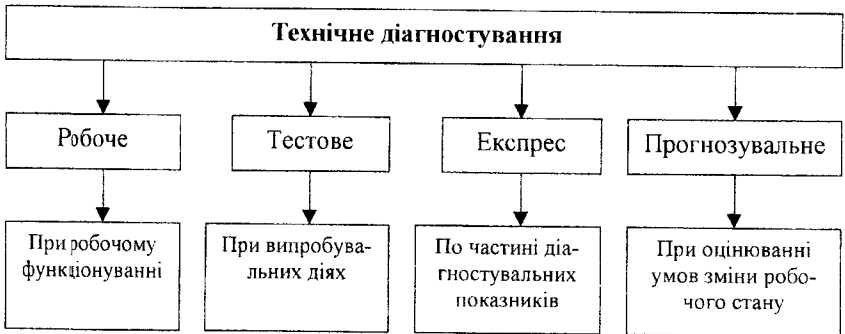 Технічне діагностування
Робоче
Тестове
Експрес
Прогнозувальне
При робочому
функціонуванні
При випробува-
льних діях
По частині діа-
гностувальних
показників
При оцінюванні
умов зміни робо-
чого стану